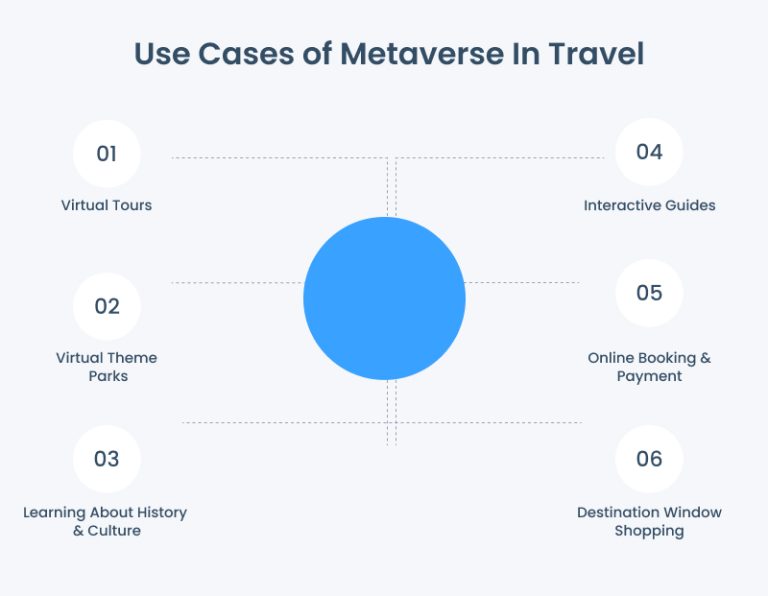 Use Cases of Metaverse In Travel
01
Virtual Tours
02
Virtual Theme
Parks
03
Learning About History
& Culture
04
Interactive Guides
05
Online Booking &
Payment
06
Destination Window
Shopping